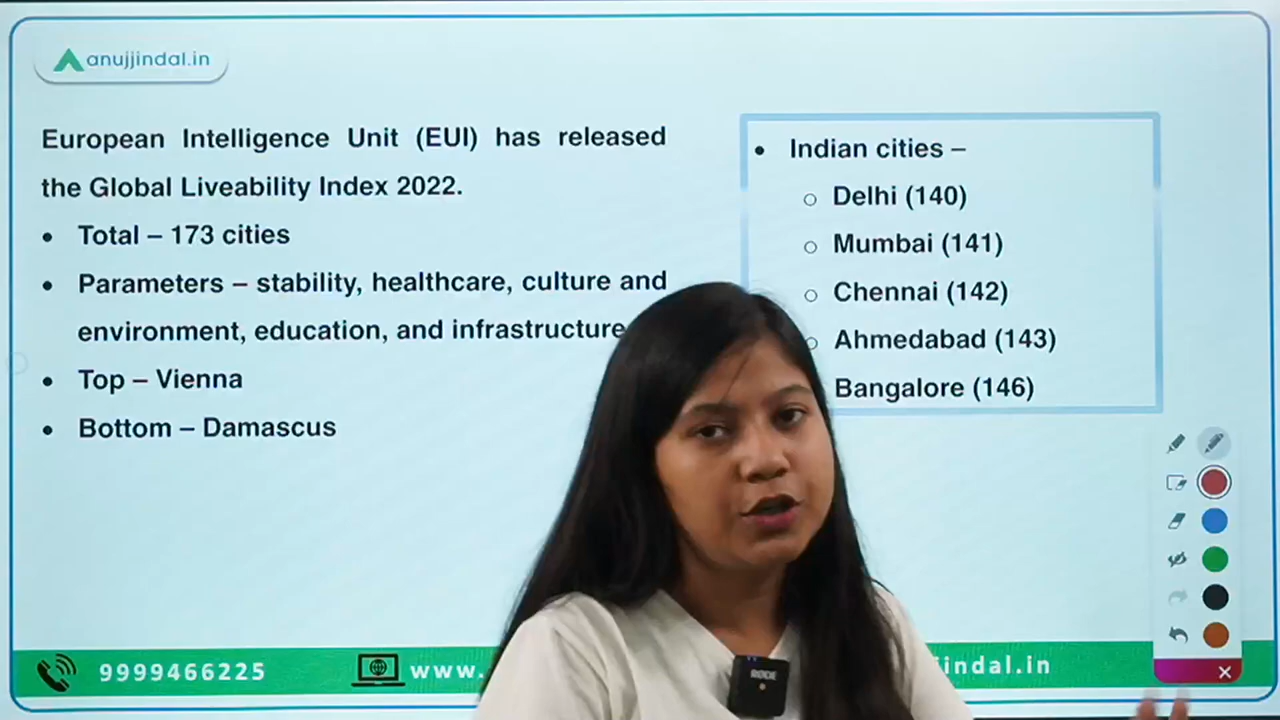 anujjindal.in
European Intelligence Unit (EUI) has released
the Global Liveability Index 2022.
• Total – 173 cities
• Parameters – stability, healthcare, culture and
environment, education, and infrastructure
• Top – Vienna
• Bottom – Damascus
• Indian cities –
○ Delhi (140)
○ Mumbai (141)
○ Chennai (142)
○ Ahmedabad (143)
Bangalore (146)
9999466225
www.
jindal.in
RODE